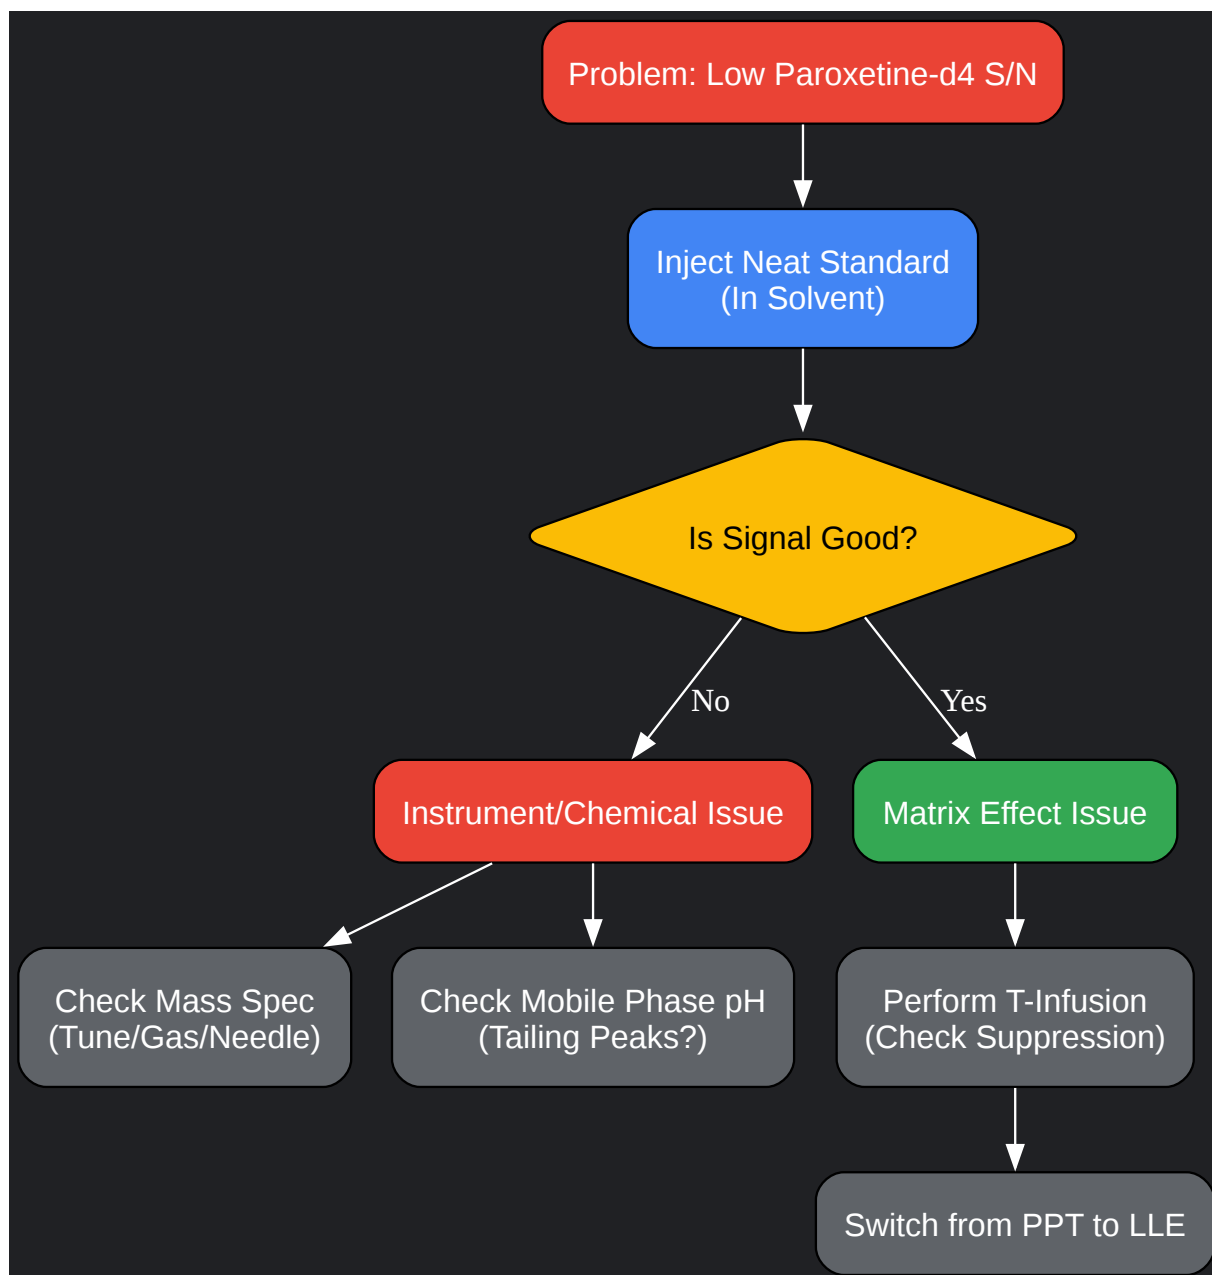 Problem: Low Paroxetine-d4 S/N
Inject Neat Standard
(In Solvent)
Is Signal Good?
No
Yes
Instrument/Chemical Issue
Matrix Effect Issue
Check Mass Spec
(Tune/Gas/Needle)
Check Mobile Phase pH
(Tailing Peaks?)
Perform T-Infusion
(Check Suppression)
Switch from PPT to LLE